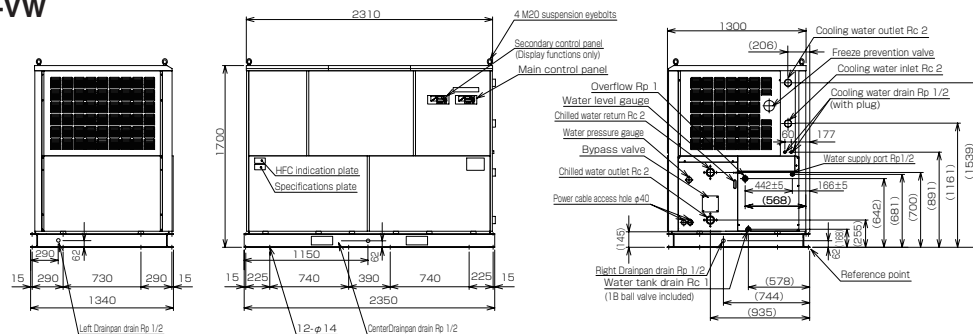 -VW
2310
4 M20 suspension eyebolts
Secondary control panel
(Display functions only)
Main control panel
1700
HFC indication plate
Specifications plate
290
62
15
290
730
290
15
1340
Left Drainpan drain Rp 1/2
1150
62
15
225
740
390
740
225
15
2350
12-φ14
CenterDrainpan drain Rp 1/2
1300
(206)
Cooling water outlet Rc 2
Freeze prevention valve
Cooling water inlet Rc 2
Cooling water drain Rp 1/2
(with plug)
Overflow Rp 1
Water level gauge
Chilled water return Rc 2
Water pressure gauge
Bypass valve
Chilled water outlet Rc 2
Power cable access hole φ40
60
177
Water supply port Rp1/2
442±5
166±5
(568)
(145)
(255)
168
62
(642)
(681)
(700)
(891)
(1161)
(1539)
Right Drainpan drain Rp 1/2
Water tank drain Rc 1
(1B ball valve included)
Reference point
(578)
(744)
(935)